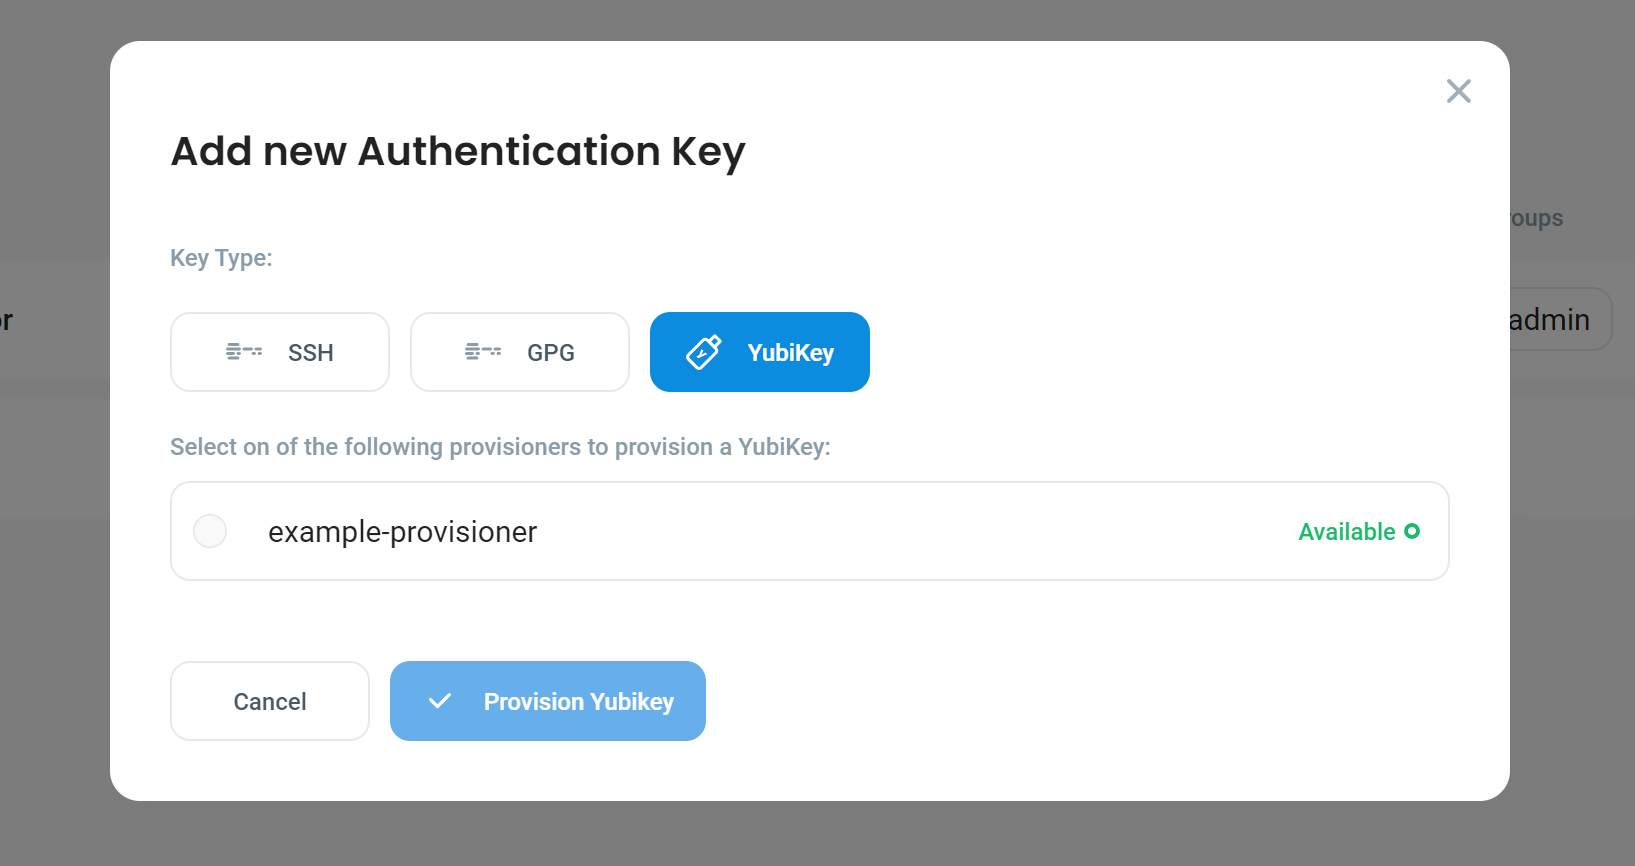 Add new Authentication Key
oups
Key Type:
or
admin
SSH
GPG
YubiKey
Select on of the following provisioners to provision a YubiKey:
example-provisioner
Available
Cancel
Provision Yubikey